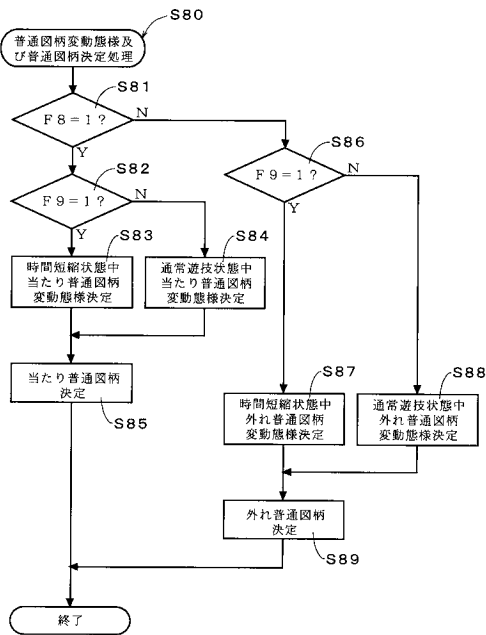 S80
普通図柄変動態様及
び普通図柄決定処理
S81
F8=1?
N
Y
S82
F9=1?
N
Y
S86
F9=1?
N
Y
S83
時間短縮状態中
当たり普通図柄
変動態様決定
S84
通常遊技状態中
当たり普通図柄
変動態様決定
当たり普通図柄
決定
S85
S87
時間短縮状態中
外れ普通図柄
変動態様決定
S88
通常遊技状態中
外れ普通図柄
変動態様決定
外れ普通図柄
決定
S89
終了